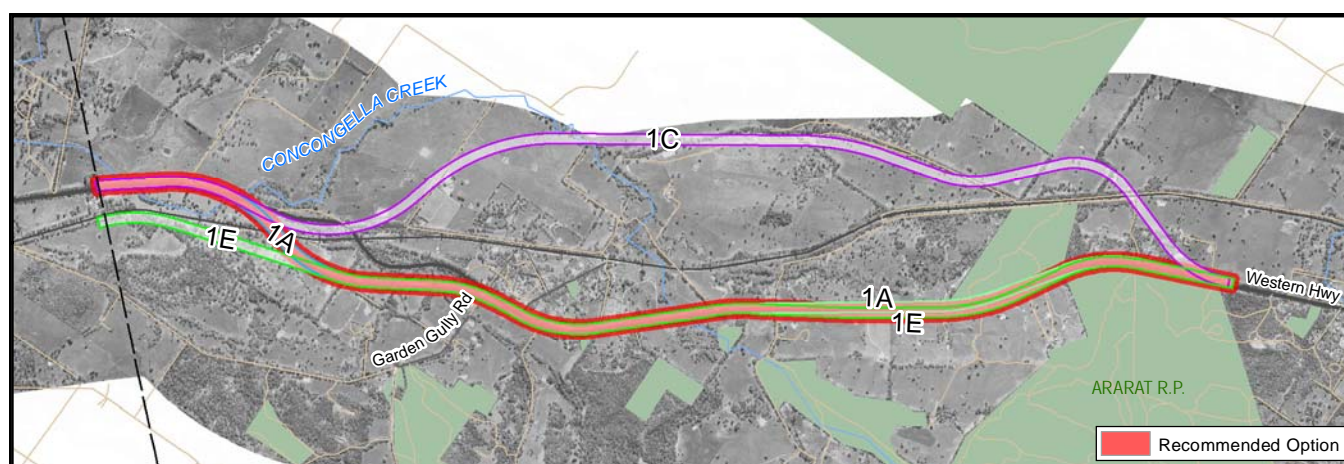 CONCONGELLA CREEK
1C
1E
1A
1A
1E
Garden Gully Rd
Western Hwy
ARARAT R.P.
Recommended Option